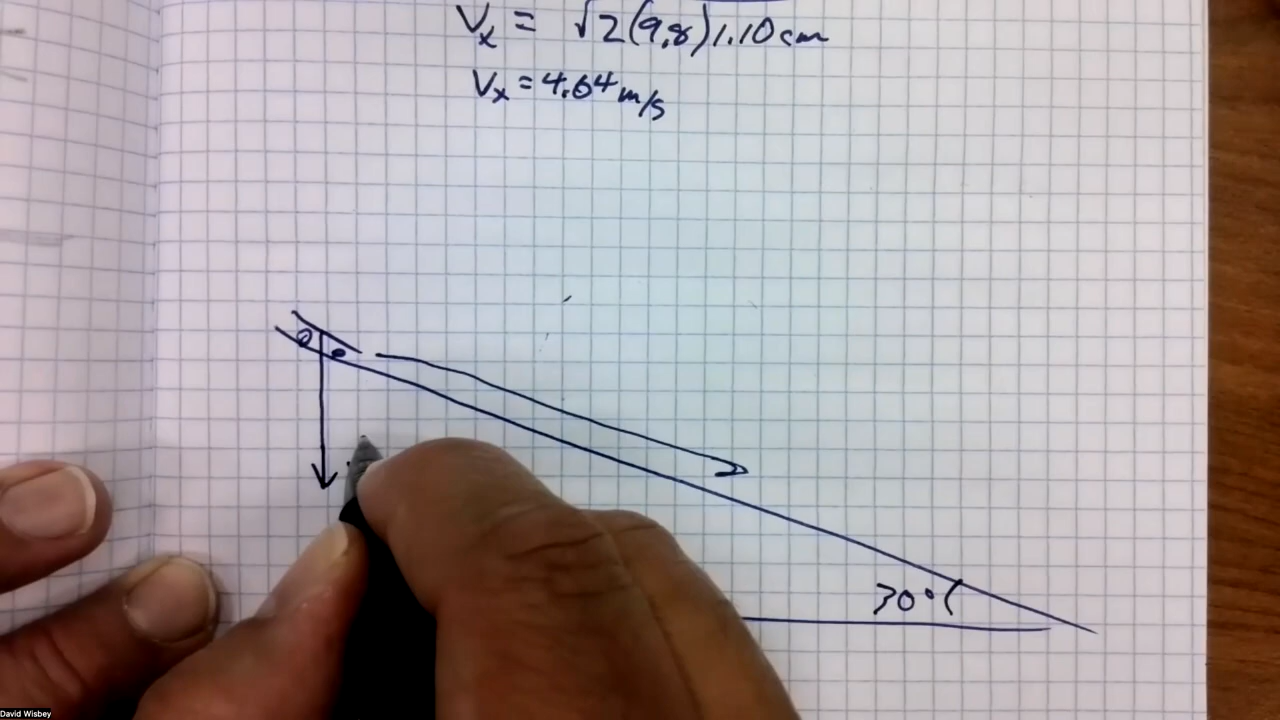 Vx = √2(9.8)1.10 cm
Vx = 4.64 m/s
30°
David Wisbey